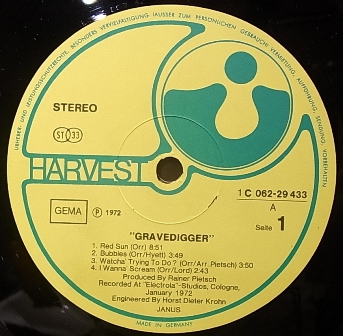 URHEBER- UND LEISTUNGSSCHUTZRECHTE, BESONDERS VERVIELFÄLTIGUNG (AUSSER ZUM PERSÖNLICHEN GEBRAUCH) VERMIETUNG, AUFFÜHRUNG, SENDUNG, VORBEHALTEN
STEREO
ST 33
HARVEST
1 C 062-29 433
A
Seite 1
GEMA
Ⓟ 1972
"GRAVEDIGGER"
1. Red Sun (Orr) 8:51
2. Bubbles (Orr/Hyett) 3:49
3. Watcha' Trying To Do? (Orr/Arr. Pietsch) 3:50
4. I Wanna' Scream (Orr/Lord) 2:43
Produced by Rainer Pietsch
Recorded At "Electrola"-Studios, Cologne,
January 1972
Engineered By Horst Dieter Krohn
JANUS
MADE IN GERMANY